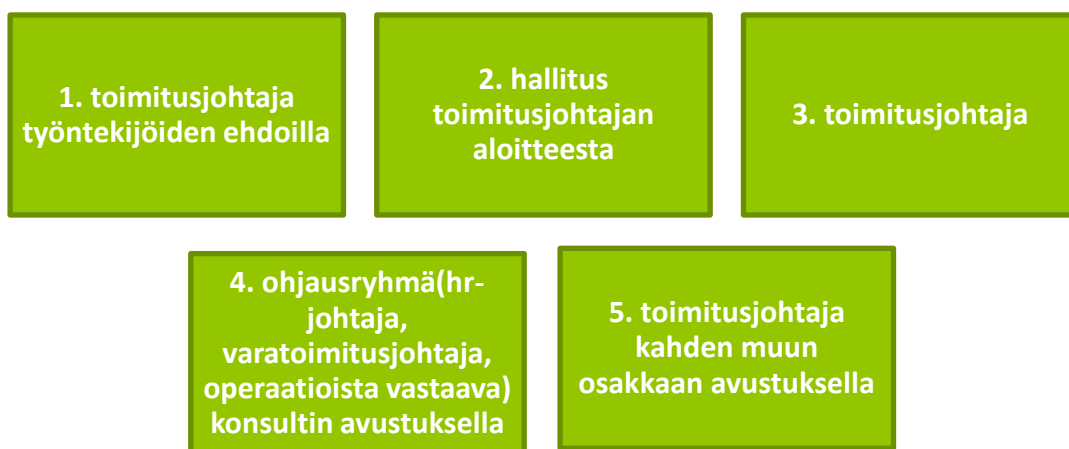 1. toimitusjohtaja
työntekijöiden ehdoilla
2. hallitus
toimitusjohtajan
aloitteesta
3. toimitusjohtaja
4. ohjausryhmä(hr-
johtaja,
varatoimitusjohtaja,
operaatioista vastaava)
konsultin avustuksella
5. toimitusjohtaja
kahden muun
osakkaan avustuksella